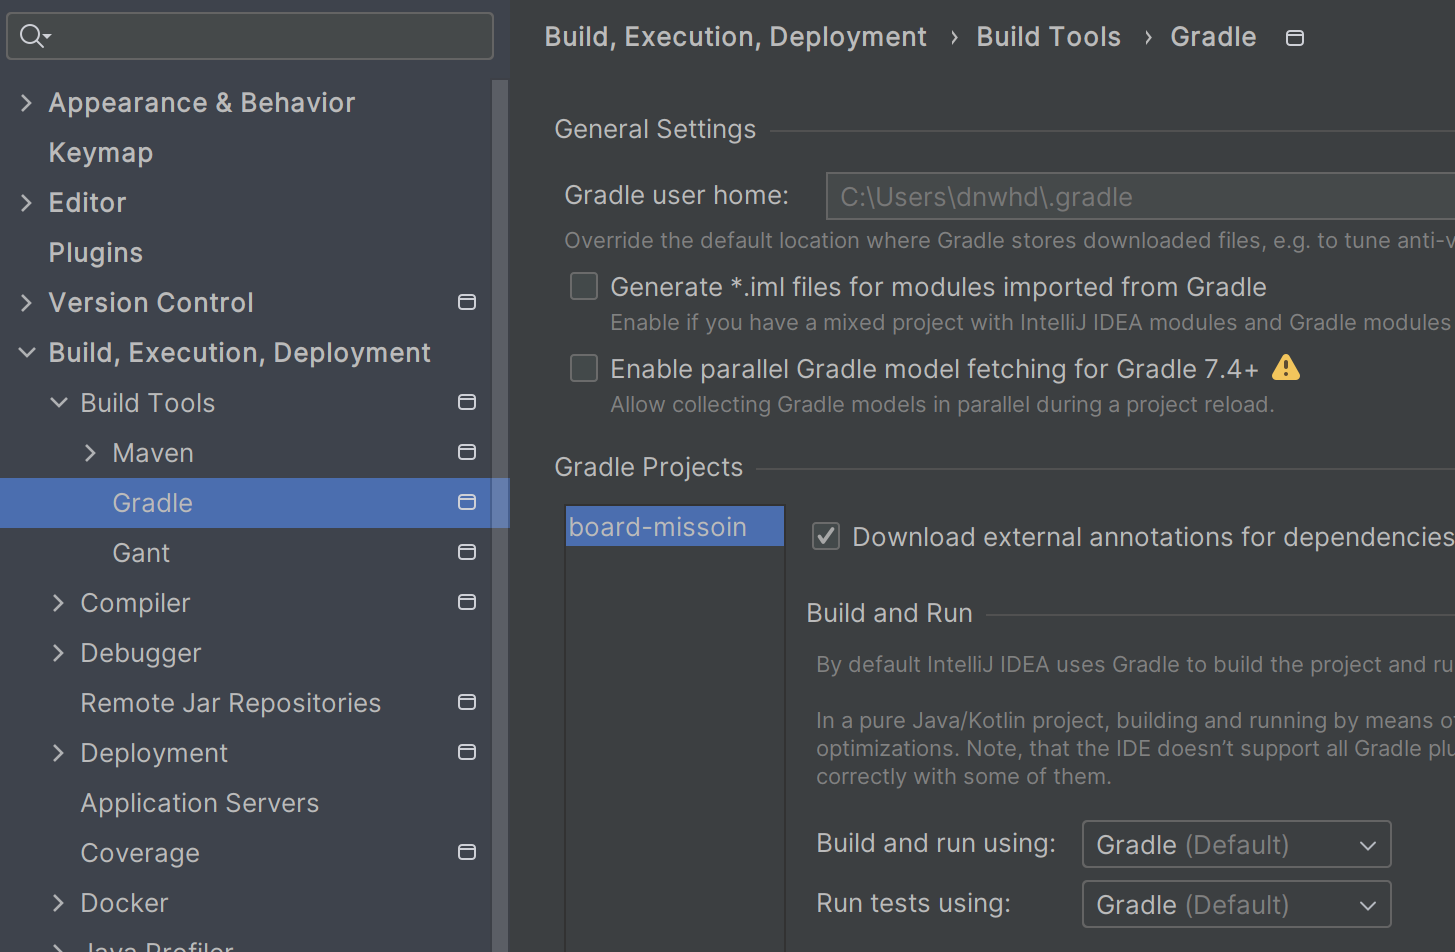 Appearance & Behavior
Keymap
Editor
Plugins
Version Control
Build, Execution, Deployment
Build Tools
Maven
Gradle
Gant
Compiler
Debugger
Remote Jar Repositories
Deployment
Application Servers
Coverage
Docker
Java Profiler
Build, Execution, Deployment › Build Tools › Gradle
General Settings
Gradle user home: C:\Users\dnwhd\.gradle
Override the default location where Gradle stores downloaded files, e.g. to tune anti-v
Generate *.iml files for modules imported from Gradle
Enable if you have a mixed project with IntelliJ IDEA modules and Gradle modules
Enable parallel Gradle model fetching for Gradle 7.4+
Allow collecting Gradle models in parallel during a project reload.
Gradle Projects
board-missoin
Download external annotations for dependencies
Build and Run
By default IntelliJ IDEA uses Gradle to build the project and ru
In a pure Java/Kotlin project, building and running by means o
optimizations. Note, that the IDE doesn't support all Gradle plu
correctly with some of them.
Build and run using: Gradle (Default)
Run tests using: Gradle (Default)